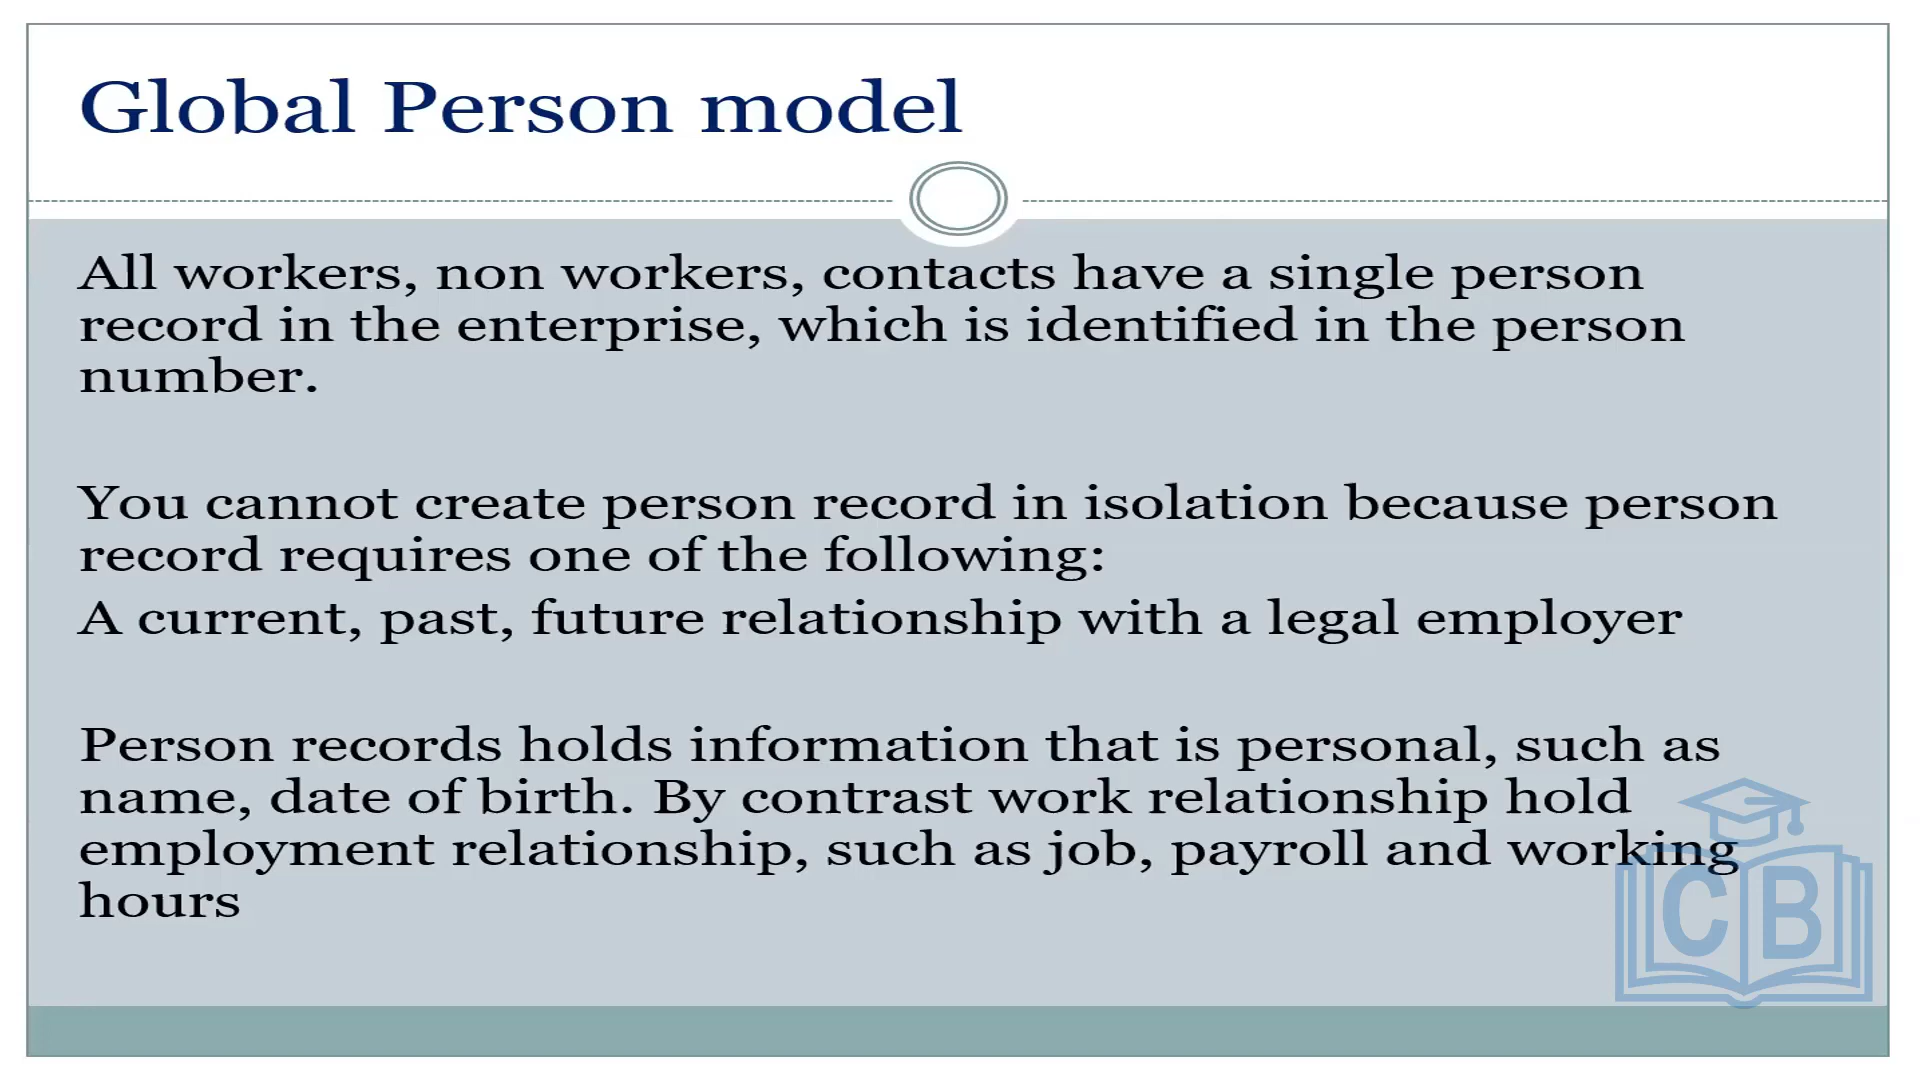 Global Person model
All workers, non workers, contacts have a single person
record in the enterprise, which is identified in the person
number.
You cannot create person record in isolation because person
record requires one of the following:
A current, past, future relationship with a legal employer
Person records holds information that is personal, such as
name, date of birth. By contrast work relationship hold
employment relationship, such as job, payroll and working
hours
CB